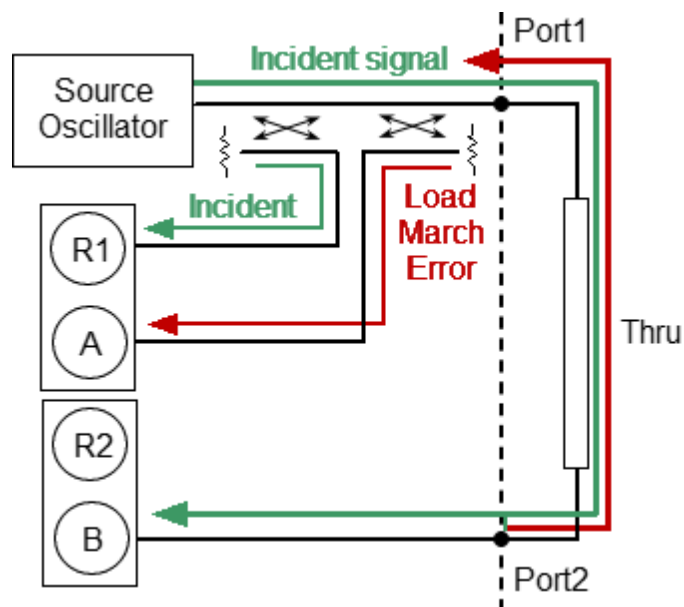 Port1
Incident signal
Source
Oscillator
Incident
Load
March
Error
R1
A
Thru
R2
B
Port2